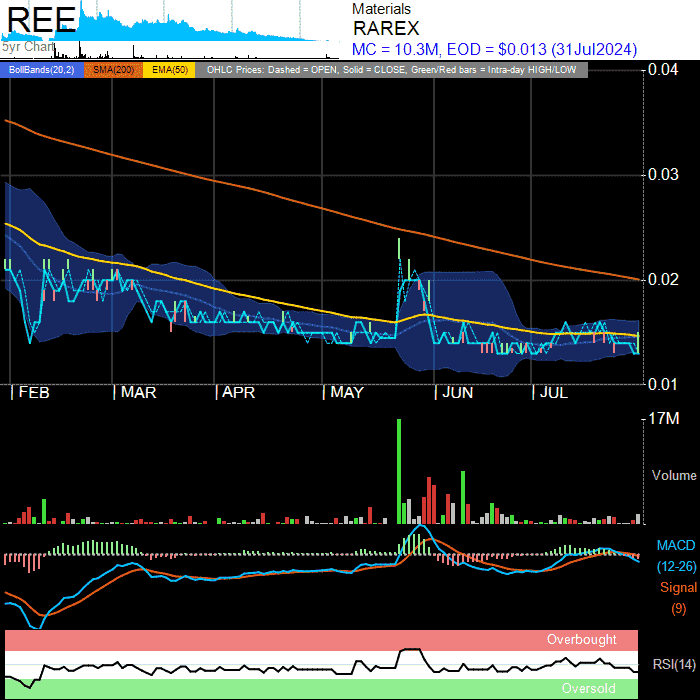 REE
5yr Chart
Materials
RAREX
MC = 10.3M, EOD = $0.013 (31Jul2024)
BollBands(20,2) SMA(200) EMA(50) OHLC Prices: Dashed = OPEN, Solid = CLOSE, Green/Red bars = Intra-day HIGH/LOW
0.04
0.03
0.02
0.01
FEB MAR APR MAY JUN JUL
17M
Volume
MACD
(12-26)
Signal
(9)
Overbought
RSI(14)
Oversold